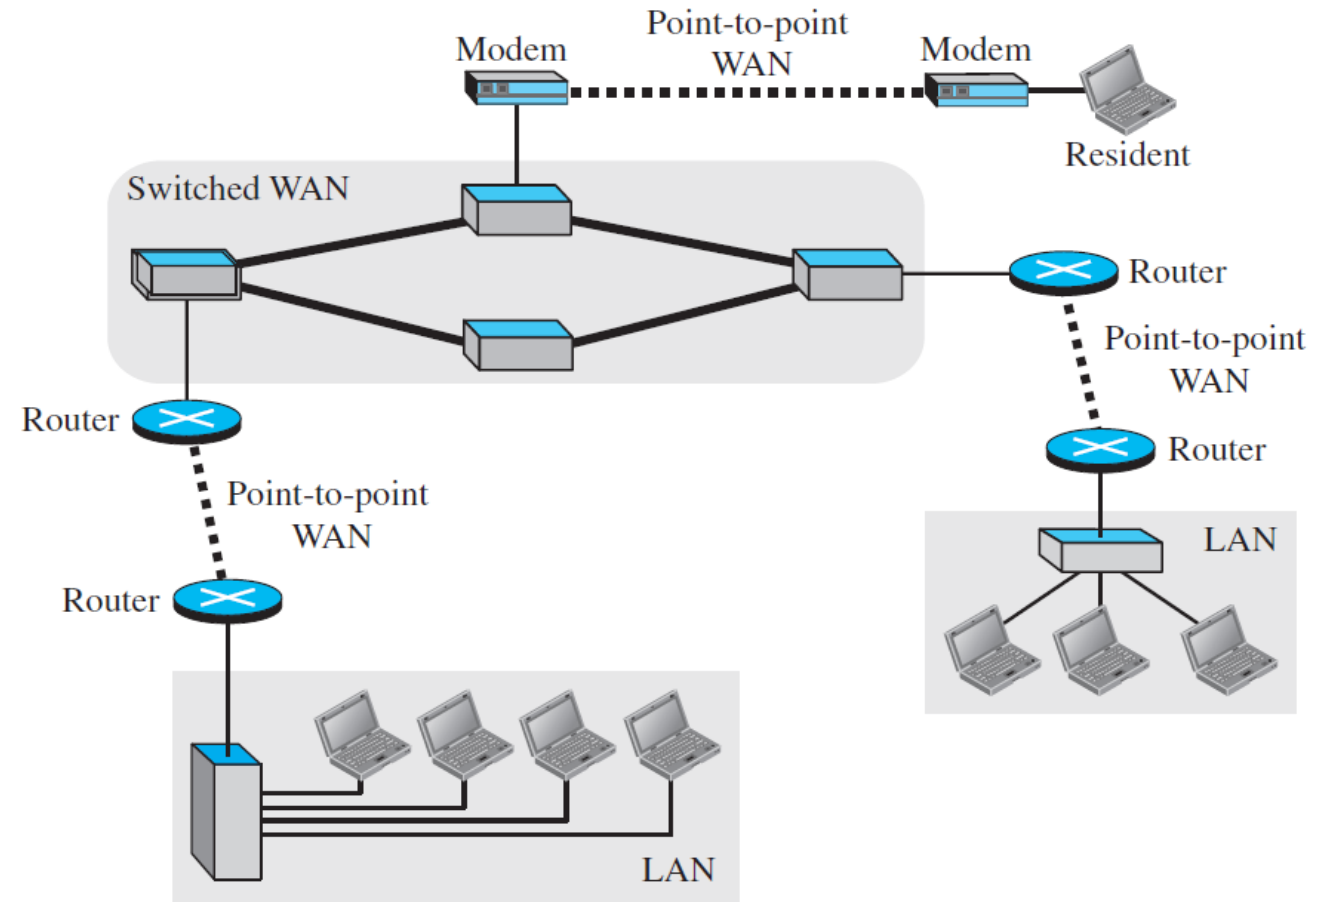 Point-to-point
WAN
Modem
Modem
Resident
Switched WAN
Router
Point-to-point
WAN
Router
Router
Point-to-point
WAN
Router
LAN
LAN